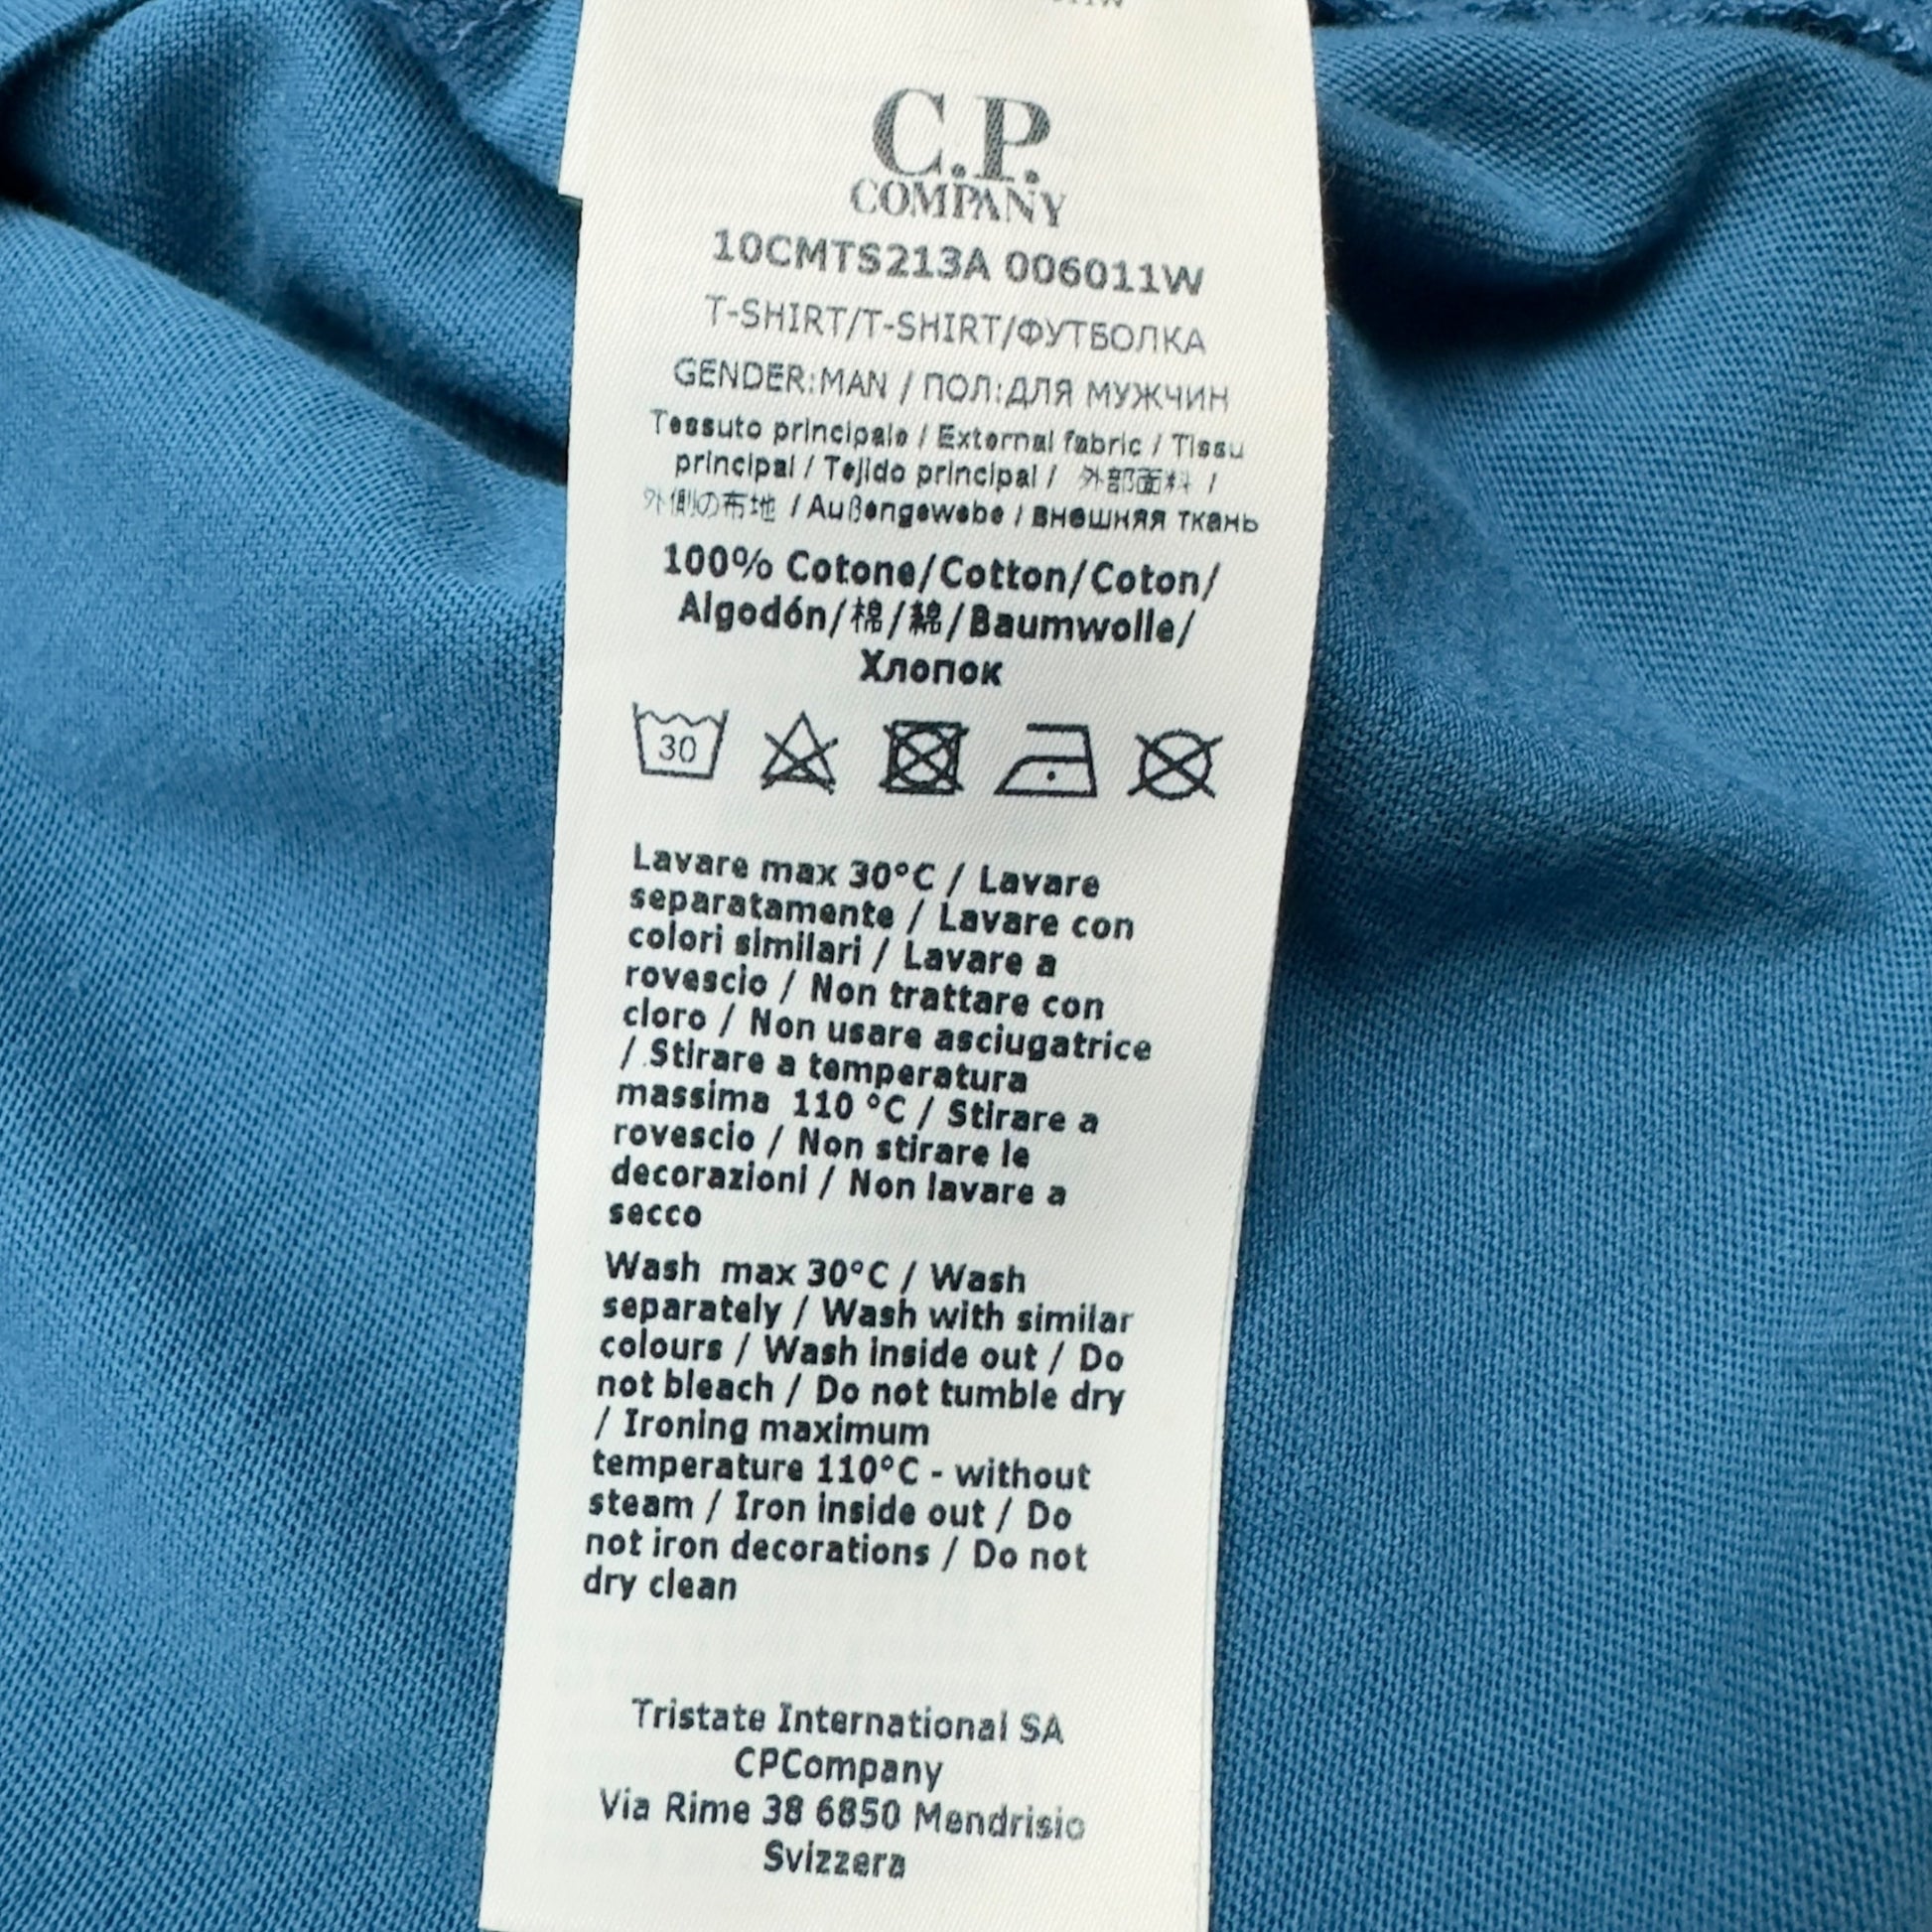 C.P.
COMPANY
10CMTS213A 006011W
T-SHIRT/T-SHIRT/ФУТБОЛКА
GENDER:MAN / ПОЛ:ДЛЯ МУЖЧИН
Tessuto principale / External fabric / Tissu
principal / Tejido principal / 外部面料 /
外側の布地 / Außengewebe / внешняя ткань
100% Cotone/Cotton/Coton/
Algodón/棉/綿/Baumwolle/
Хлопок
30
Lavare max 30°C / Lavare
separatamente / Lavare con
colori similari / Lavare a
rovescio / Non trattare con
cloro / Non usare asciugatrice
/ Stirare a temperatura
massima 110 °C / Stirare a
rovescio / Non stirare le
decorazioni / Non lavare a
secco
Wash max 30°C / Wash
separately / Wash with similar
colours / Wash inside out / Do
not bleach / Do not tumble dry
/ Ironing maximum
temperature 110°C - without
steam / Iron inside out / Do
not iron decorations / Do not
dry clean
Tristate International SA
CPCompany
Via Rime 38 6850 Mendrisio
Svizzera